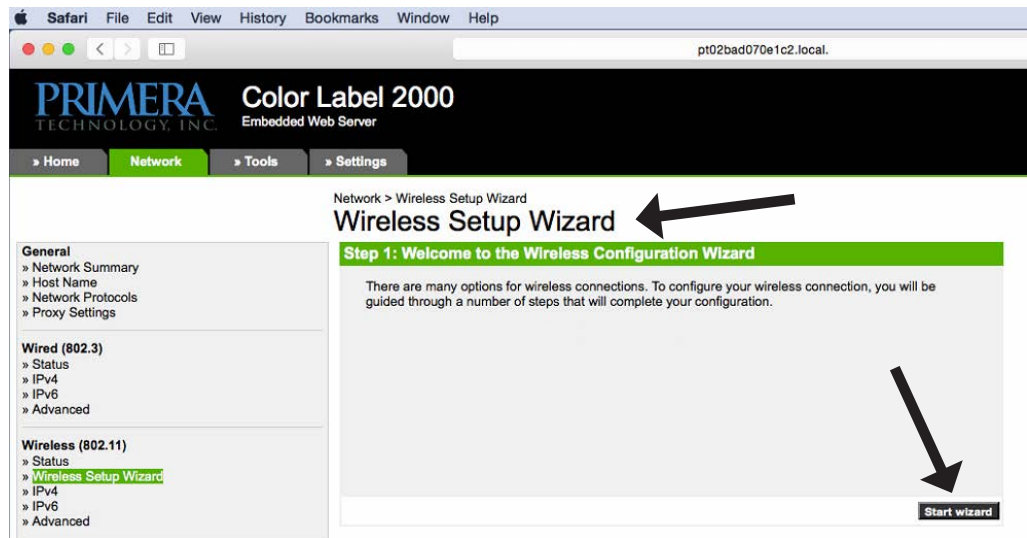 Safari File Edit View History Bookmarks Window Help
pt02bad070e1c2.local.
PRIMERA
TECHNOLOGY, INC.
Color Label 2000
Embedded Web Server
» Home Network » Tools » Settings
Network > Wireless Setup Wizard
Wireless Setup Wizard
General
» Network Summary
» Host Name
» Network Protocols
» Proxy Settings
Wired (802.3)
» Status
» IPv4
» IPv6
» Advanced
Wireless (802.11)
» Status
» Wireless Setup Wizard
» IPv4
» IPv6
» Advanced
Step 1: Welcome to the Wireless Configuration Wizard
There are many options for wireless connections. To configure your wireless connection, you will be
guided through a number of steps that will complete your configuration.
Start wizard